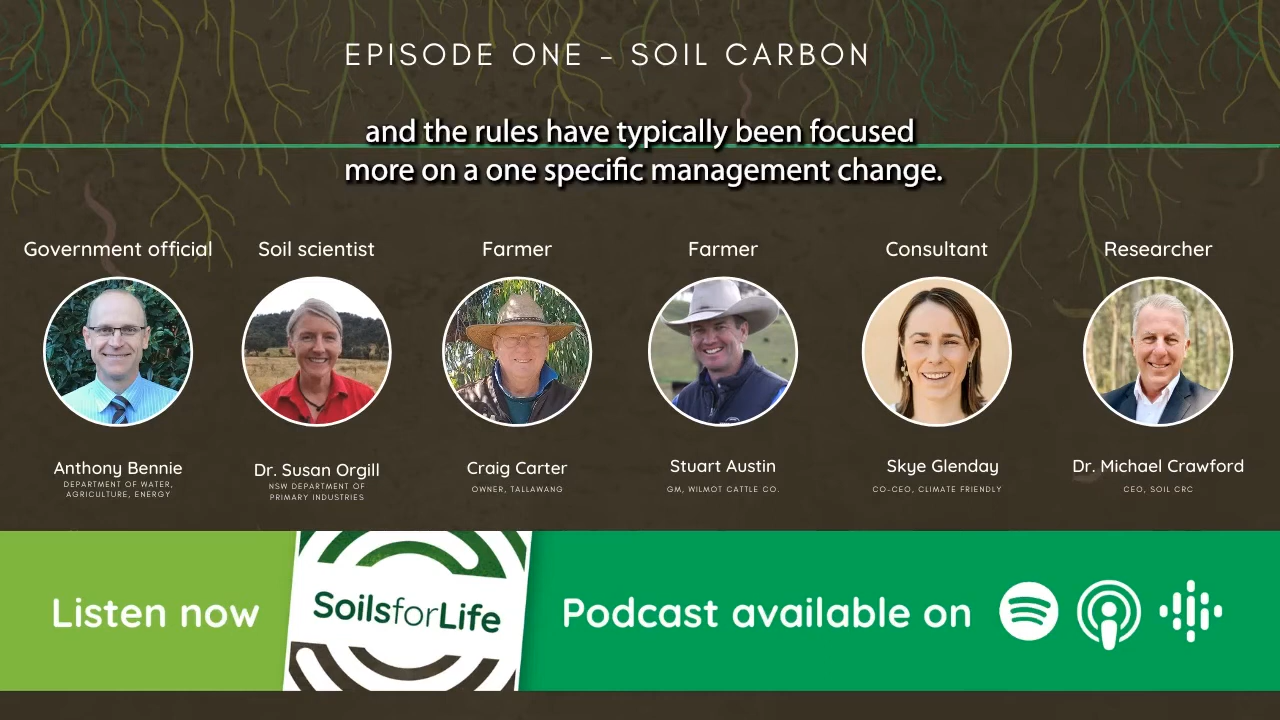 EPISODE ONE – SOIL CARBON
and the rules have typically been focused
more on a one specific management change.
Government official
Soil scientist
Farmer
Farmer
Consultant
Researcher
Anthony Bennie
DEPARTMENT OF WATER,
AGRICULTURE, ENERGY
Dr. Susan Orgill
NSW DEPARTMENT OF
PRIMARY INDUSTRIES
Craig Carter
OWNER, TALLAWANG
Stuart Austin
GM, WILMOT CATTLE CO.
Skye Glenday
CO-CEO, CLIMATE FRIENDLY
Dr. Michael Crawford
CEO, SOIL CRC
Listen now
SoilsforLife
Podcast available on